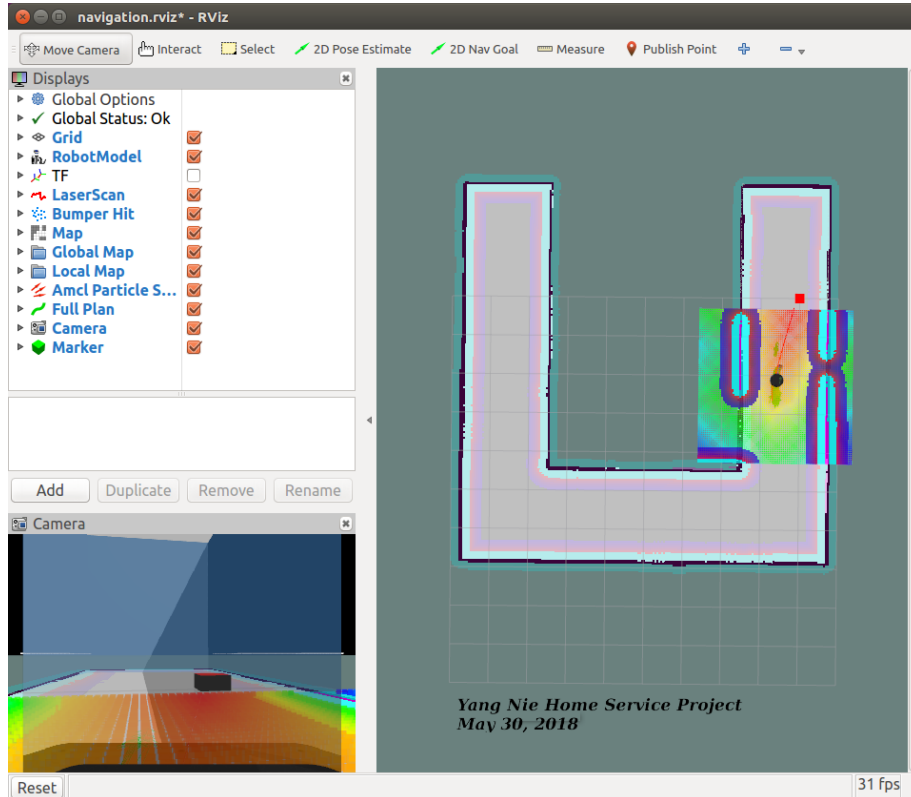 navigation.rviz* - RViz
Move Camera Interact Select 2D Pose Estimate 2D Nav Goal Measure Publish Point
Displays
Global Options
Global Status: Ok
Grid
RobotModel
TF
LaserScan
Bumper Hit
Map
Global Map
Local Map
Amcl Particle S...
Full Plan
Camera
Marker
Add Duplicate Remove Rename
Camera
Yang Nie Home Service Project
May 30, 2018
Reset 31 fps